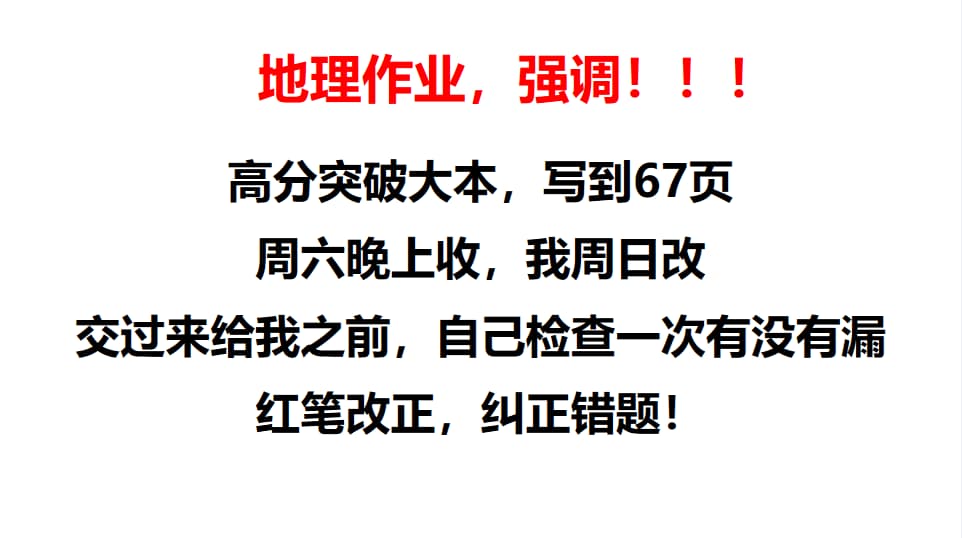 地理作业，强调！！！
高分突破大本，写到67页
周六晚上收，我周日改
交过来给我之前，自己检查一次有没有漏
红笔改正，纠正错题！